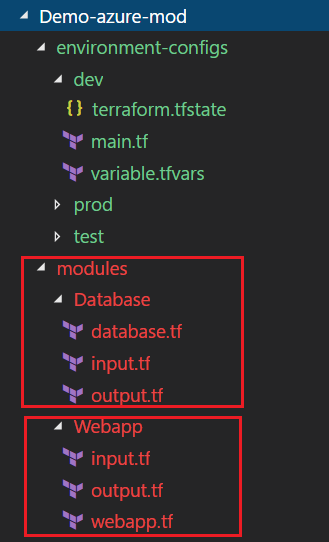 Demo-azure-mod
environment-configs
dev
{} terraform.tfstate
main.tf
variable.tfvars
prod
test
modules
Database
database.tf
input.tf
output.tf
Webapp
input.tf
output.tf
webapp.tf